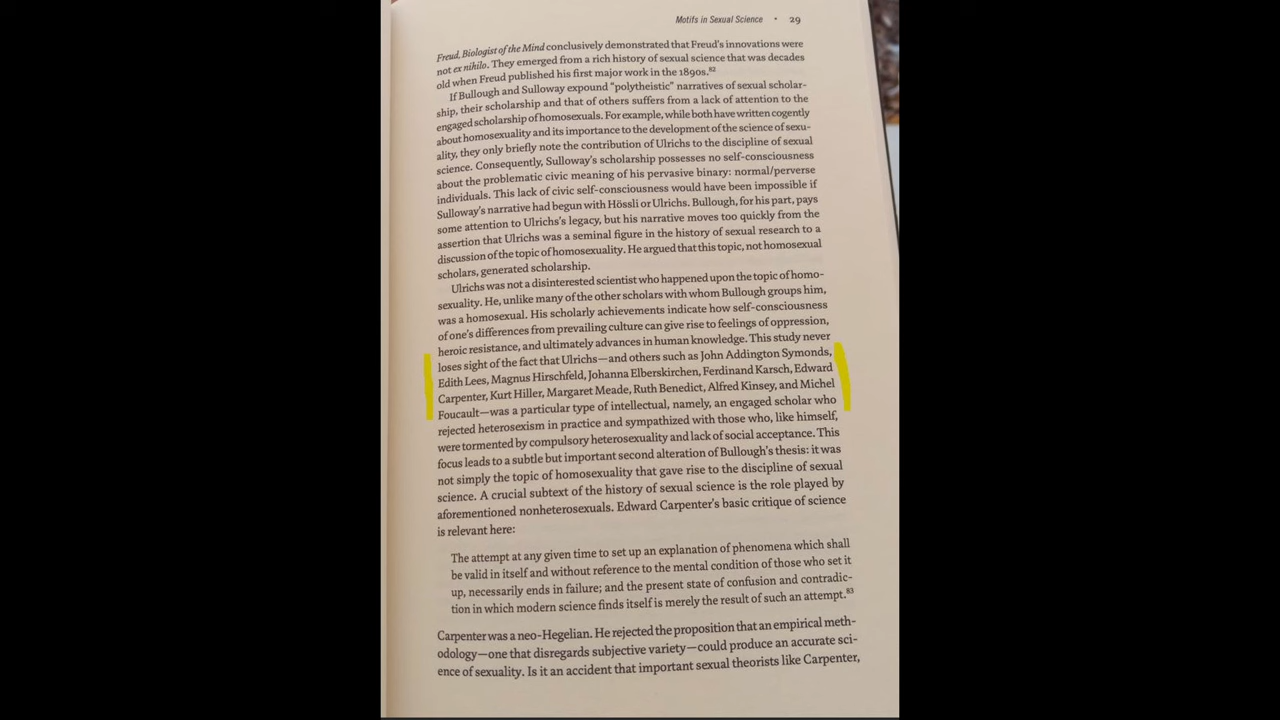 Motifs in Sexual Science • 29
Freud, Biologist of the Mind conclusively demonstrated that Freud's innovations were
not ex nihilo. They emerged from a rich history of sexual science that was decades
old when Freud published his first major work in the 1890s.82
If Bullough and Sulloway expound "polytheistic" narratives of sexual scholar-
ship, their scholarship and that of others suffers from a lack of attention to the
engaged scholarship of homosexuals. For example, while both have written cogently
about homosexuality and its importance to the development of the science of sexu-
ality, they only briefly note the contribution of Ulrichs to the discipline of sexual
science. Consequently, Sulloway's scholarship possesses no self-consciousness
about the problematic civic meaning of his pervasive binary: normal/perverse
individuals. This lack of civic self-consciousness would have been impossible if
Sulloway's narrative had begun with Hössli or Ulrichs. Bullough, for his part, pays
some attention to Ulrichs's legacy, but his narrative moves too quickly from the
assertion that Ulrichs was a seminal figure in the history of sexual research to a
discussion of the topic of homosexuality. He argued that this topic, not homosexual
scholars, generated scholarship.
Ulrichs was not a disinterested scientist who happened upon the topic of homo-
sexuality. He, unlike many of the other scholars with whom Bullough groups him,
was a homosexual. His scholarly achievements indicate how self-consciousness
of one's differences from prevailing culture can give rise to feelings of oppression,
heroic resistance, and ultimately advances in human knowledge. This study never
loses sight of the fact that Ulrichs—and others such as John Addington Symonds,
Edith Lees, Magnus Hirschfeld, Johanna Elberskirchen, Ferdinand Karsch, Edward
Carpenter, Kurt Hiller, Margaret Meade, Ruth Benedict, Alfred Kinsey, and Michel
Foucault—was a particular type of intellectual, namely, an engaged scholar who
rejected heterosexism in practice and sympathized with those who, like himself,
were tormented by compulsory heterosexuality and lack of social acceptance. This
focus leads to a subtle but important second alteration of Bullough's thesis: it was
not simply the topic of homosexuality that gave rise to the discipline of sexual
science. A crucial subtext of the history of sexual science is the role played by
aforementioned nonheterosexuals. Edward Carpenter's basic critique of science
is relevant here:
The attempt at any given time to set up an explanation of phenomena which shall
be valid in itself and without reference to the mental condition of those who set it
up, necessarily ends in failure; and the present state of confusion and contradic-
tion in which modern science finds itself is merely the result of such an attempt.83
Carpenter was a neo-Hegelian. He rejected the proposition that an empirical meth-
odology—one that disregards subjective variety—could produce an accurate sci-
ence of sexuality. Is it an accident that important sexual theorists like Carpenter,